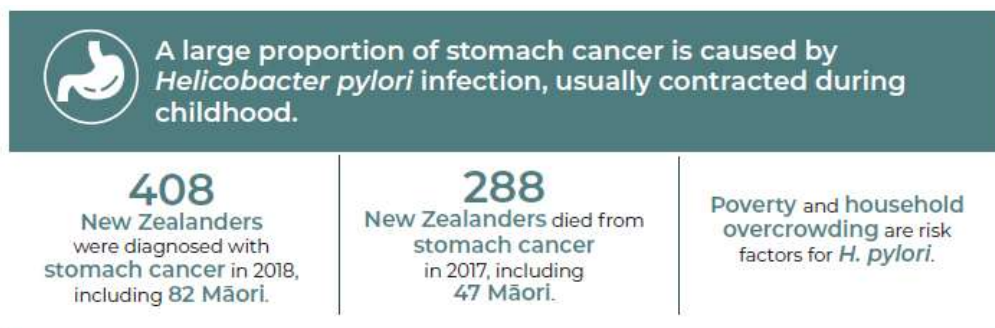 A large proportion of stomach cancer is caused by
Helicobacter pylori infection, usually contracted during
childhood.
408
New Zealanders
were diagnosed with
stomach cancer in 2018,
including 82 Māori.
288
New Zealanders died from
stomach cancer
in 2017, including
47 Māori.
Poverty and household
overcrowding are risk
factors for H. pylori.